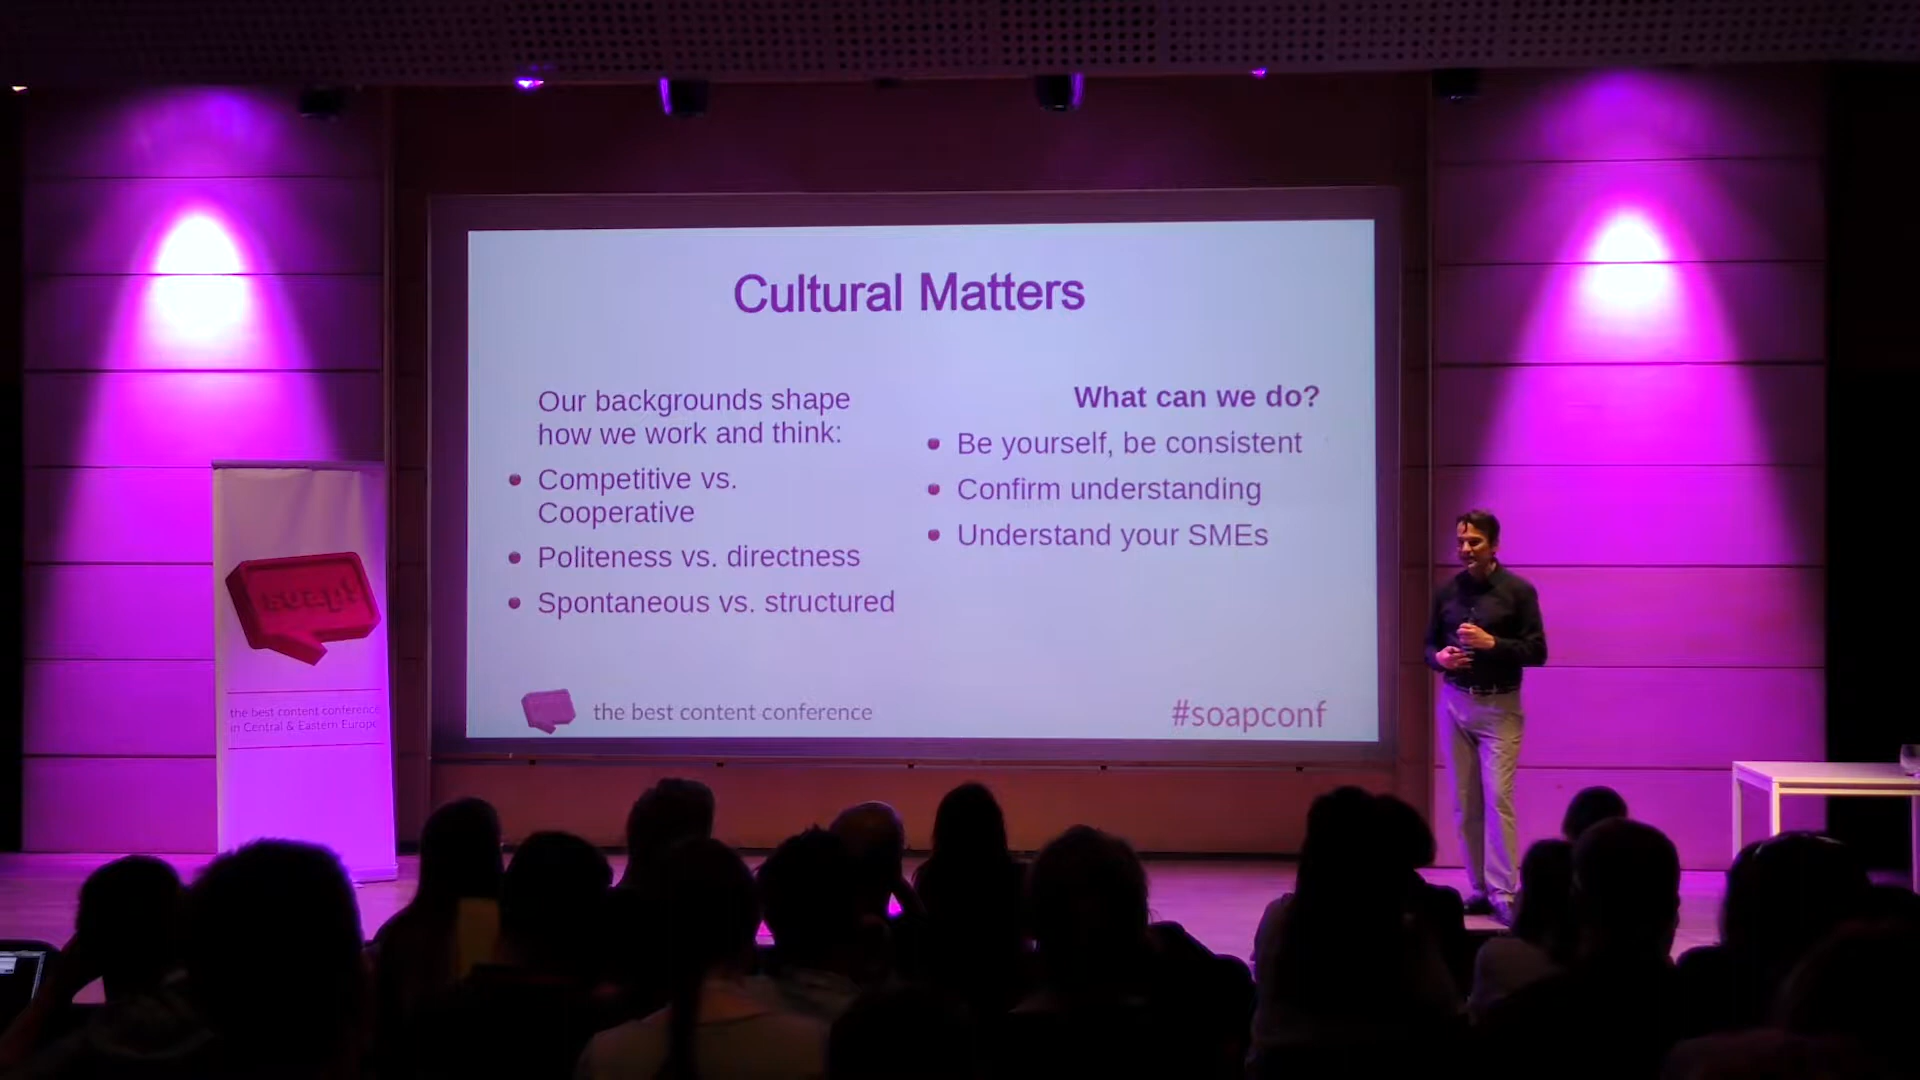 Cultural Matters
Our backgrounds shape
how we work and think:
Competitive vs.
Cooperative
Politeness vs. directness
Spontaneous vs. structured
What can we do?
Be yourself, be consistent
Confirm understanding
Understand your SMEs
the best content conference
#soapconf
soap!
the best content conference
in Central & Eastern Europe